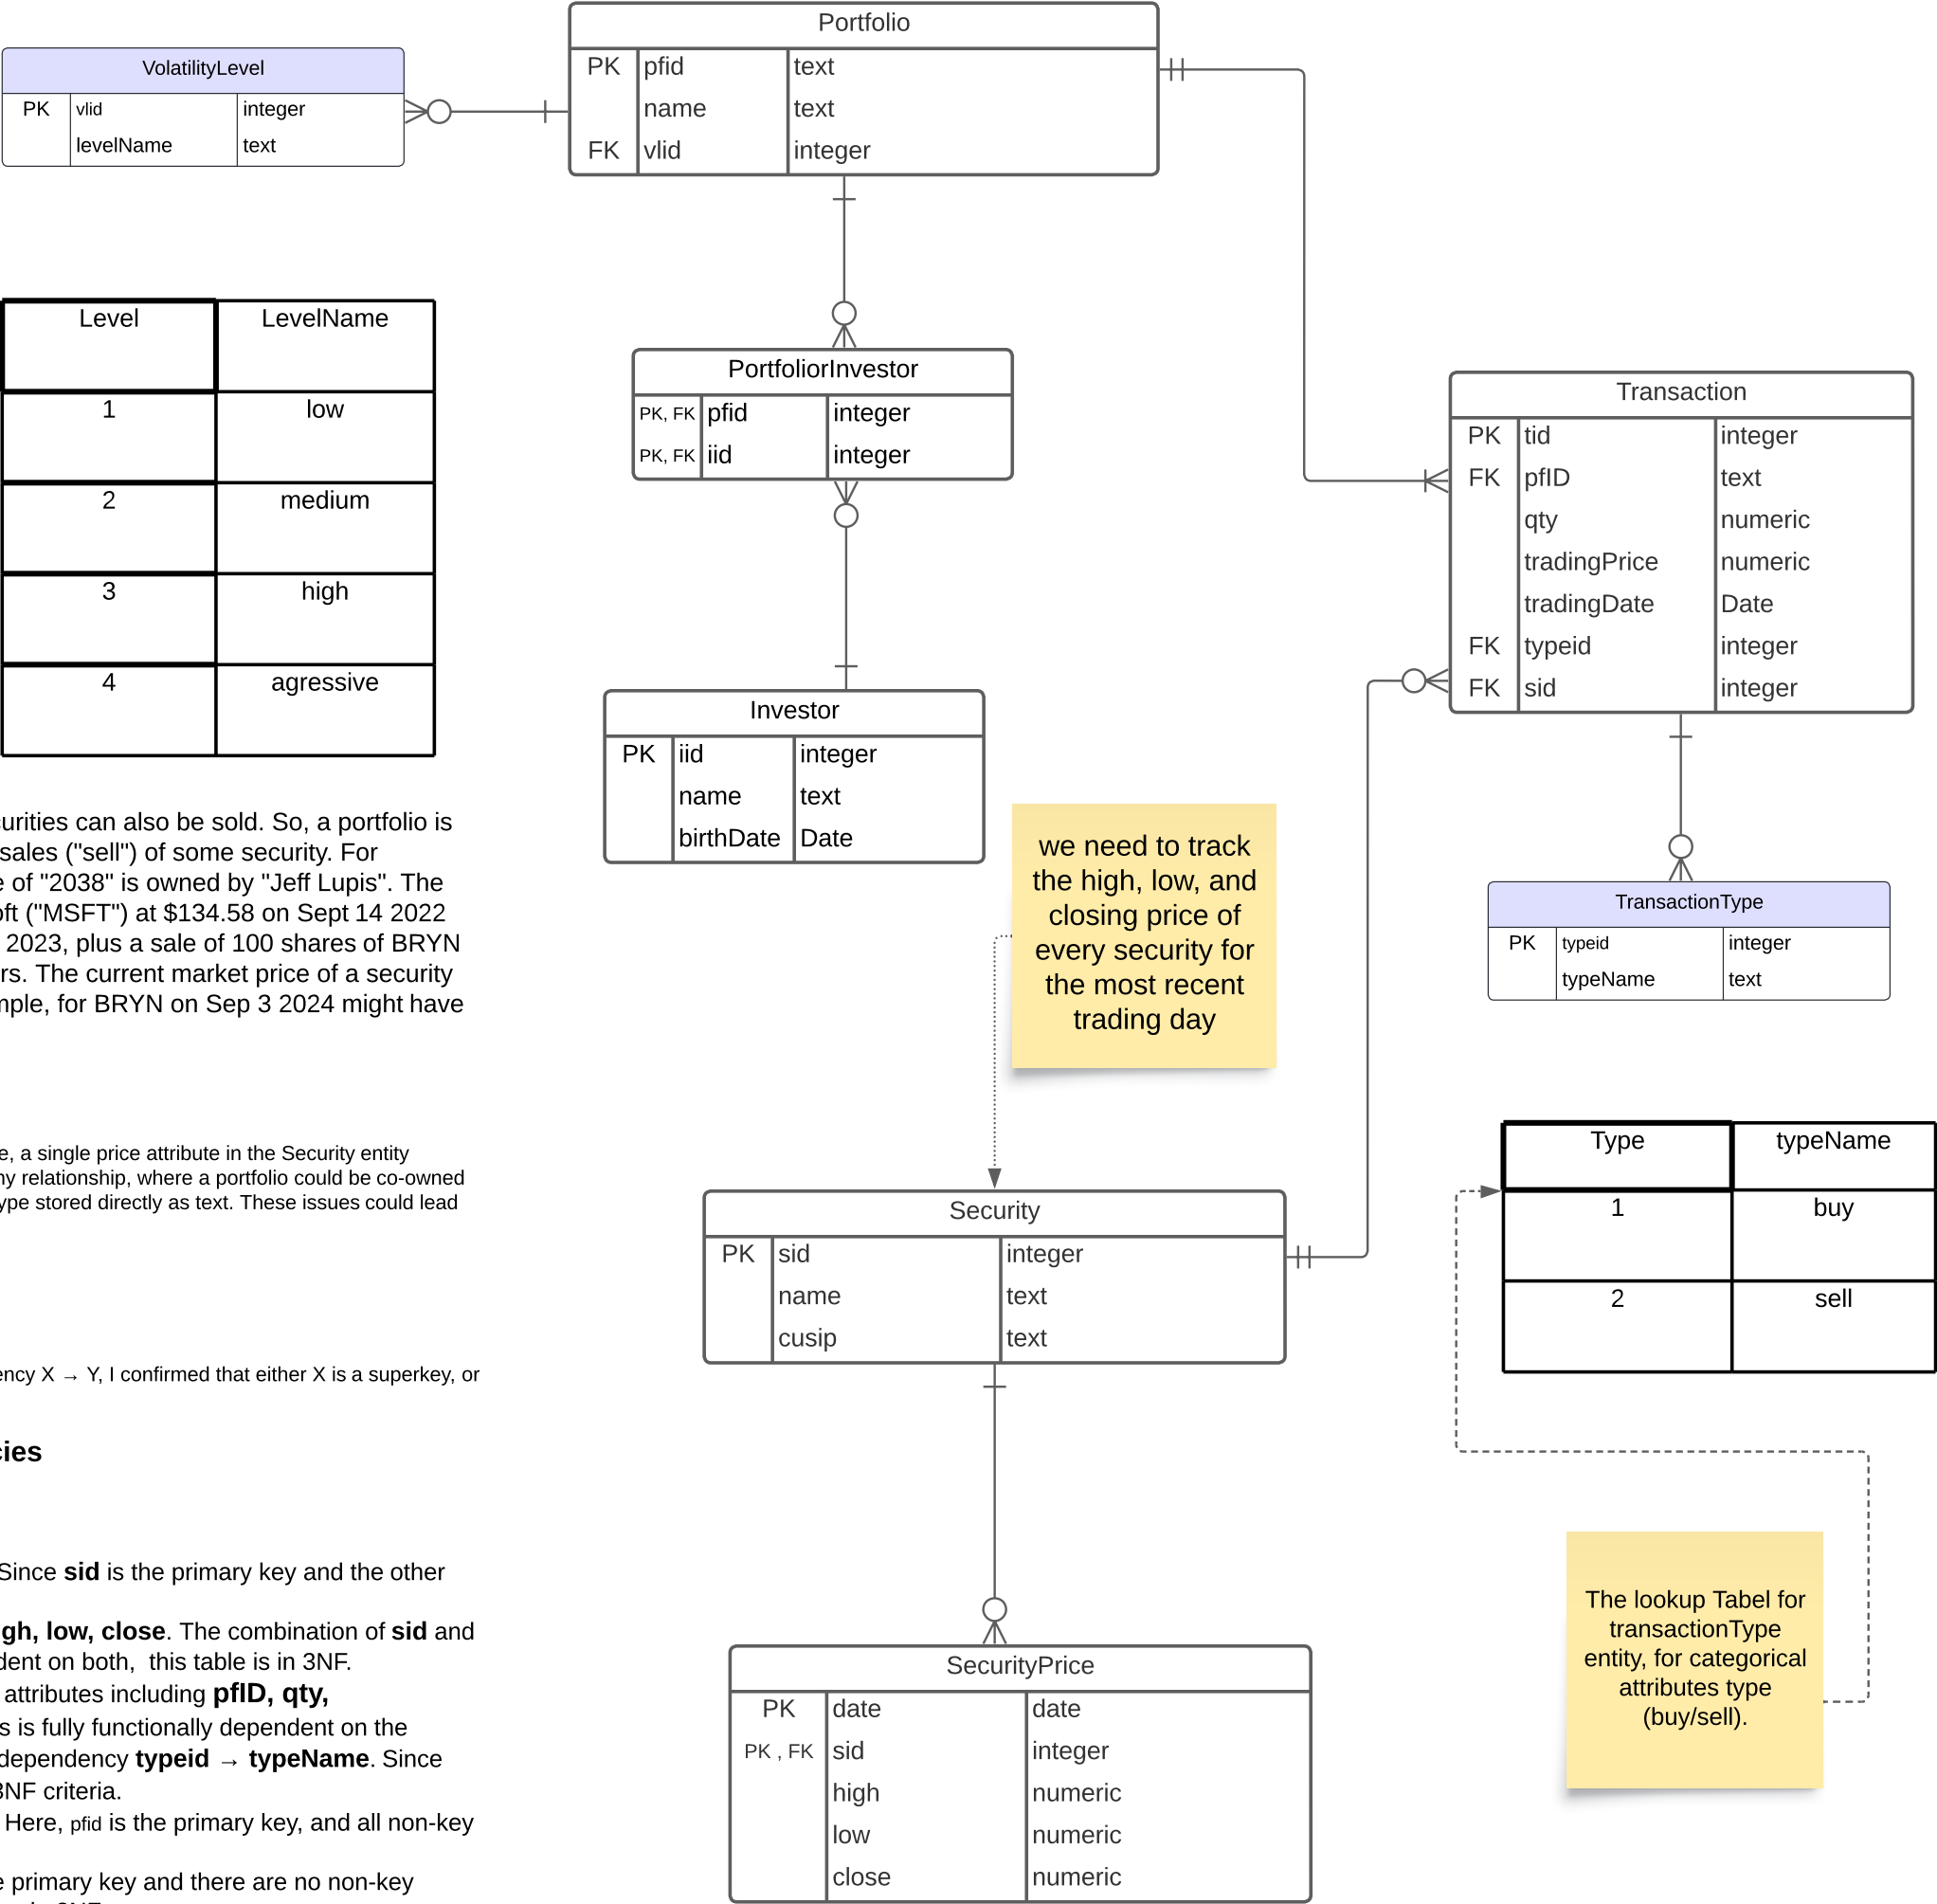 Portfolio
PK pfid text
name text
FK vlid integer
VolatilityLevel
PK vlid integer
levelName text
Level LevelName
1 low
2 medium
3 high
4 agressive
PortfoliorInvestor
PK, FK pfid integer
PK, FK iid integer
Transaction
PK tid integer
FK pfID text
qty numeric
tradingPrice numeric
tradingDate Date
FK typeid integer
FK sid integer
Investor
PK iid integer
name text
birthDate Date
can also be sold. So, a portfolio is
sales ("sell") of some security. For
of "2038" is owned by "Jeff Lupis". The
("MSFT") at $134.58 on Sept 14 2022
2023, plus a sale of 100 shares of BRYN
The current market price of a security
for BRYN on Sep 3 2024 might have
we need to track
the high, low, and
closing price of
every security for
the most recent
trading day
TransactionType
PK typeid integer
typeName text
a single price attribute in the Security entity
relationship, where a portfolio could be co-owned
stored directly as text. These issues could lead
Type typeName
1 buy
2 sell
Security
PK sid integer
name text
cusip text
X → Y, I confirmed that either X is a superkey, or
Since sid is the primary key and the other
low, close. The combination of sid and
on both, this table is in 3NF.
attributes including pfID, qty,
is fully functionally dependent on the
dependency typeid → typeName. Since
3NF criteria.
Here, pfid is the primary key, and all non-key
primary key and there are no non-key
The lookup Tabel for
transactionType
entity, for categorical
attributes type
(buy/sell).
SecurityPrice
PK date date
PK , FK sid integer
high numeric
low numeric
close numeric